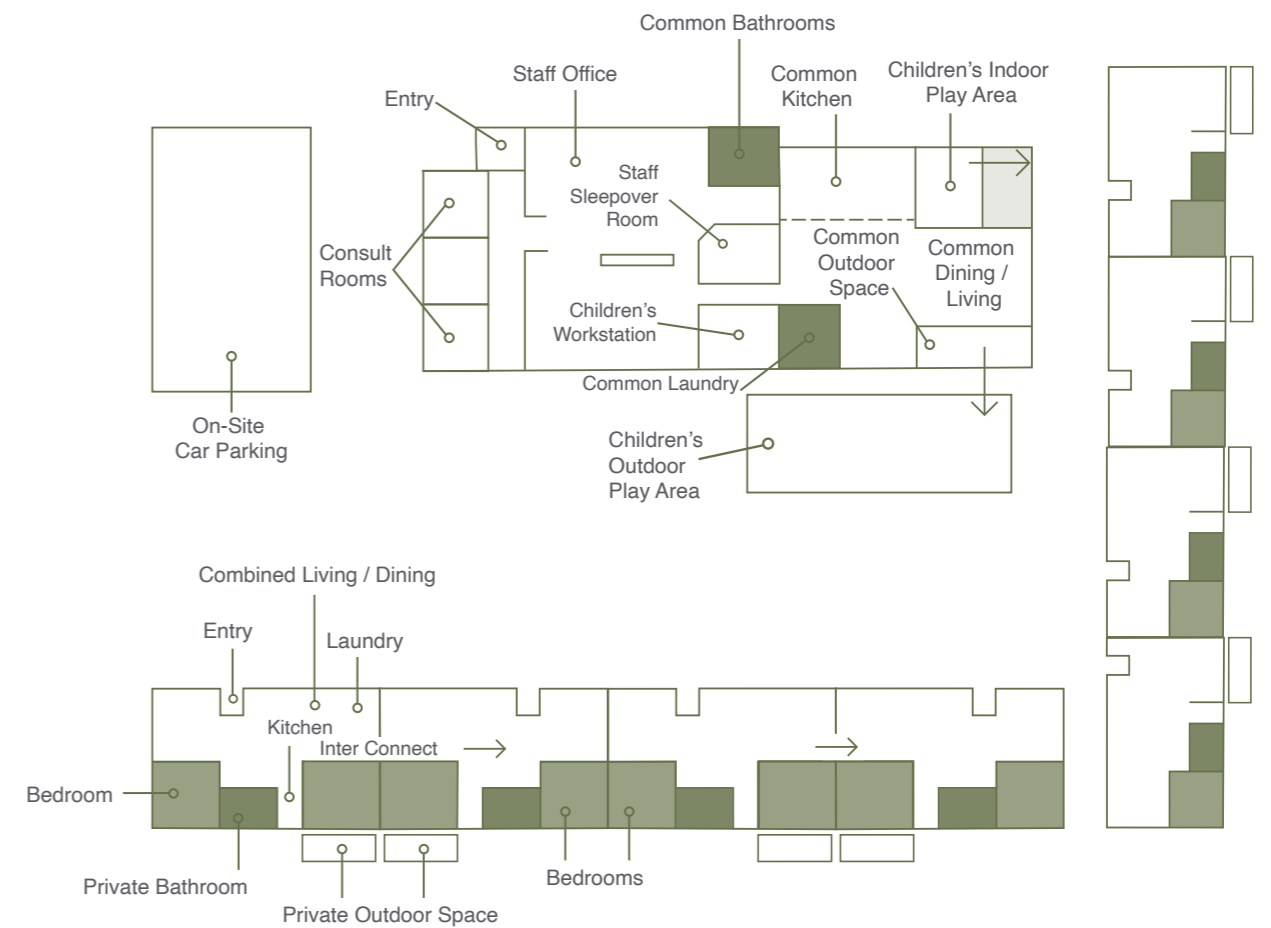 Common Bathrooms
Staff Office
Common
Kitchen
Children’s Indoor
Play Area
Entry
Staff
Sleepover
Room
Consult
Rooms
Common
Outdoor
Space
Common
Dining /
Living
Children’s
Workstation
Common Laundry
On-Site
Car Parking
Children’s
Outdoor
Play Area
Combined Living / Dining
Entry
Laundry
Kitchen
Inter Connect
Bedroom
Bedrooms
Private Bathroom
Private Outdoor Space